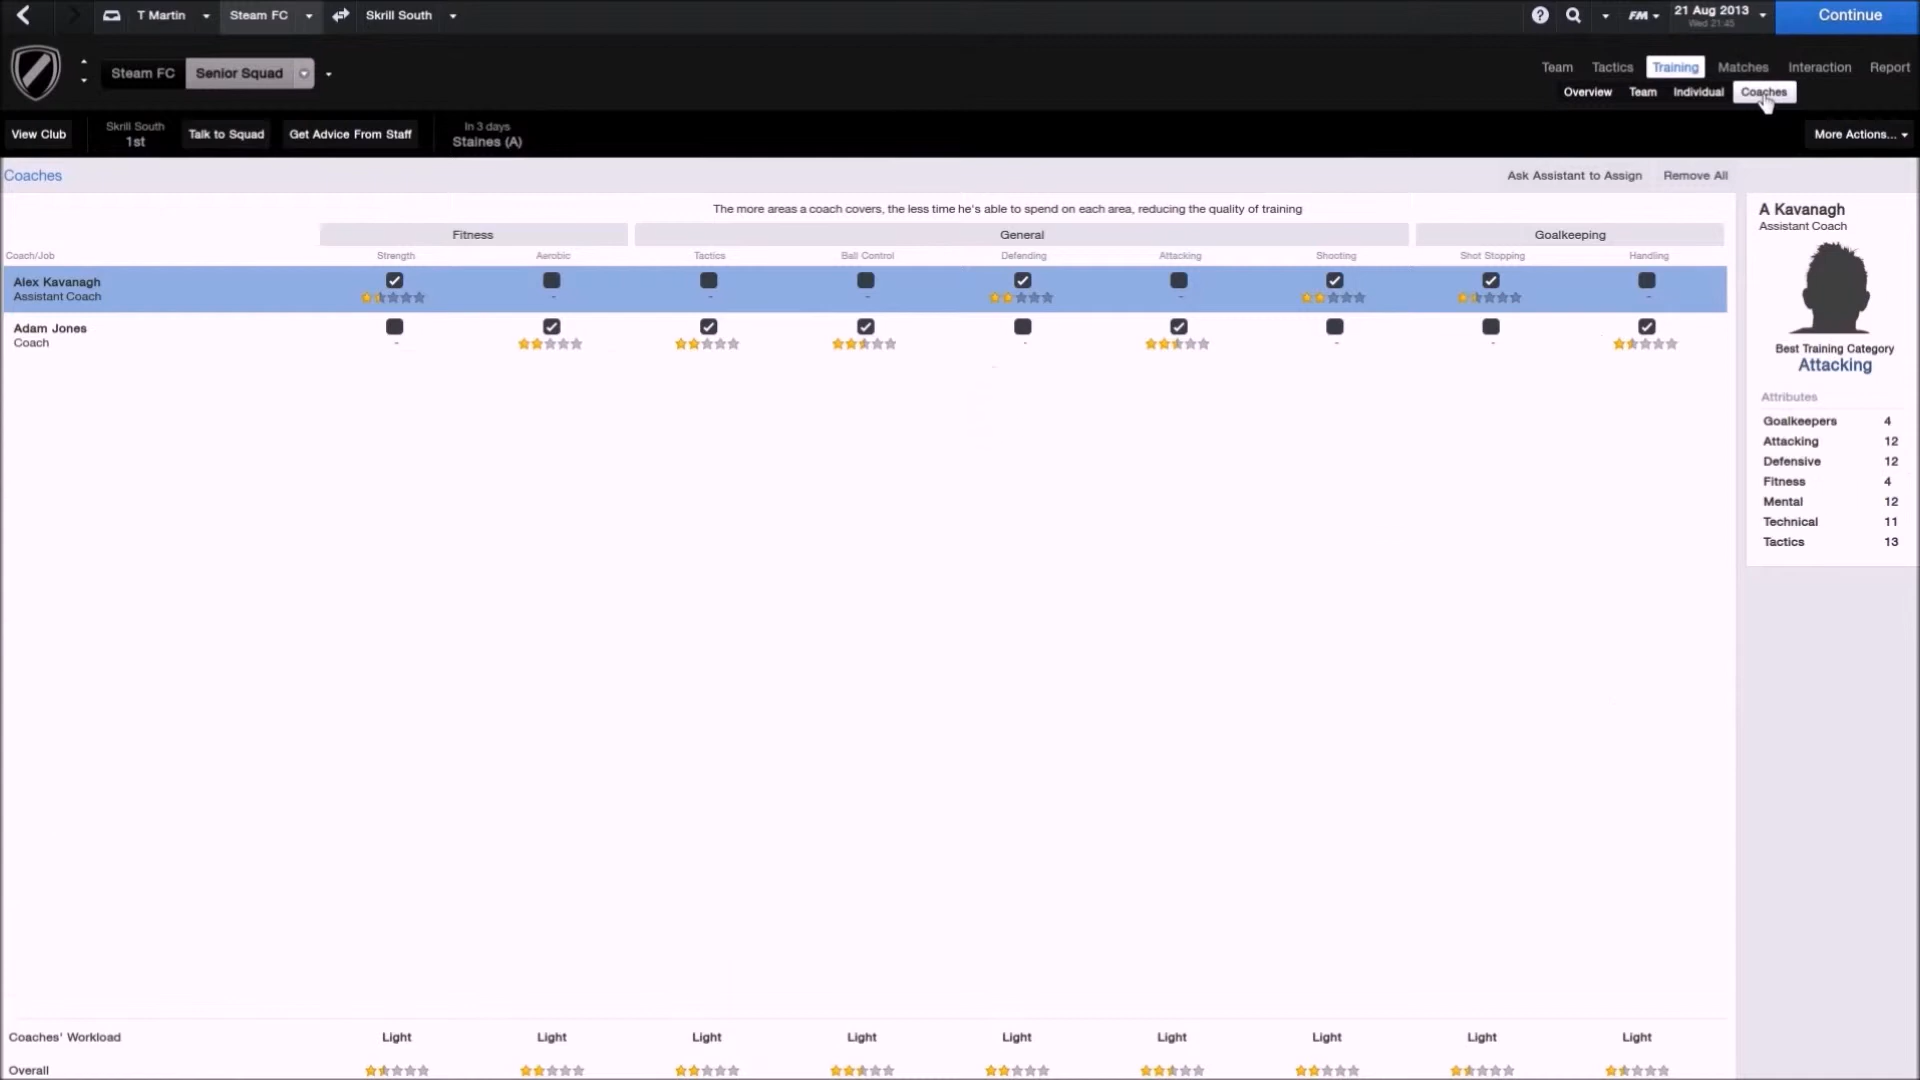 T Martin Steam FC Skrill South FM 21 Aug 2013 Continue
Wed 21:45
Steam FC Senior Squad Team Tactics Training Matches Interaction Report
Overview Team Individual Coaches
View Club Skrill South Talk to Squad Get Advice From Staff In 3 days More Actions...
1st Staines (A)
Coaches Ask Assistant to Assign Remove All
The more areas a coach covers, the less time he's able to spend on each area, reducing the quality of training
Fitness General Goalkeeping
Coach/Job Strength Aerobic Tactics Ball Control Defending Attacking Shooting Shot Stopping Handling
Alex Kavanagh
Assistant Coach - - - - -
Adam Jones
Coach - - - -
A Kavanagh
Assistant Coach
Best Training Category
Attacking
Attributes
Goalkeepers 4
Attacking 12
Defensive 12
Fitness 4
Mental 12
Technical 11
Tactics 13
Coaches' Workload Light Light Light Light Light Light Light Light Light
Overall